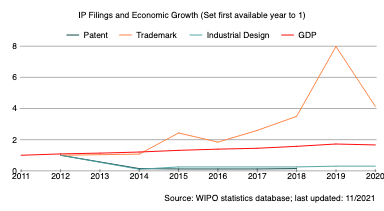 IP Filings and Economic Growth (Set first available year to 1)
Patent Trademark Industrial Design GDP
8
6
4
2
0
2011 2012 2013 2014 2015 2016 2017 2018 2019 2020
Source: WIPO statistics database; last updated: 11/2021